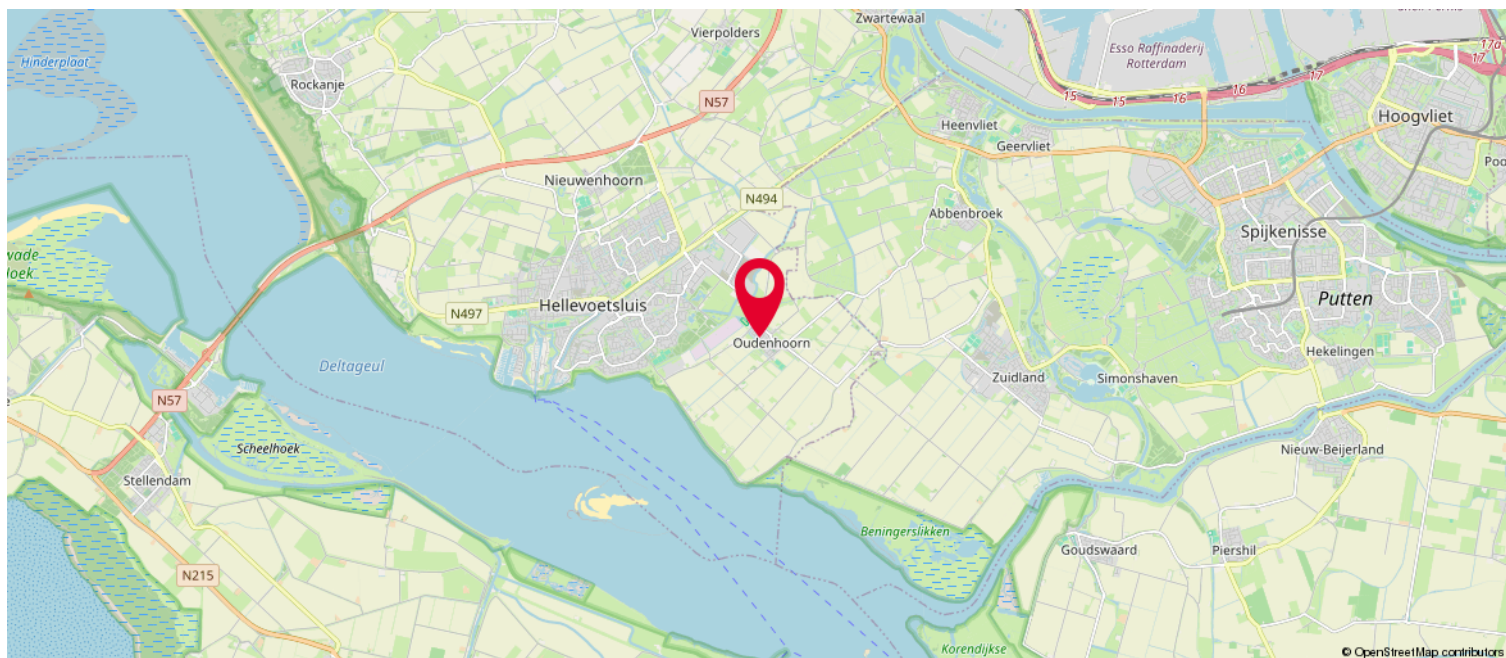 Zwartewaal
Vierpolders
Hinderplaat
Rockanje
Esso Raffinaderij
Rotterdam
17a
17
17
16
16
15
15
N57
Hoogvliet
Heenvliet
Geervliet
Nieuwenhoorn
N494
Abbenbroek
Spijkenisse
N497
Hellevoetsluis
Putten
Oudenhoorn
Hekelingen
Deltageul
Zuidland
Simonshaven
N57
Scheelhoek
Nieuw-Beijerland
Stellendam
Beningerslikken
Goudswaard
Piershil
N215
Korendijkse
© OpenStreetMap contributors